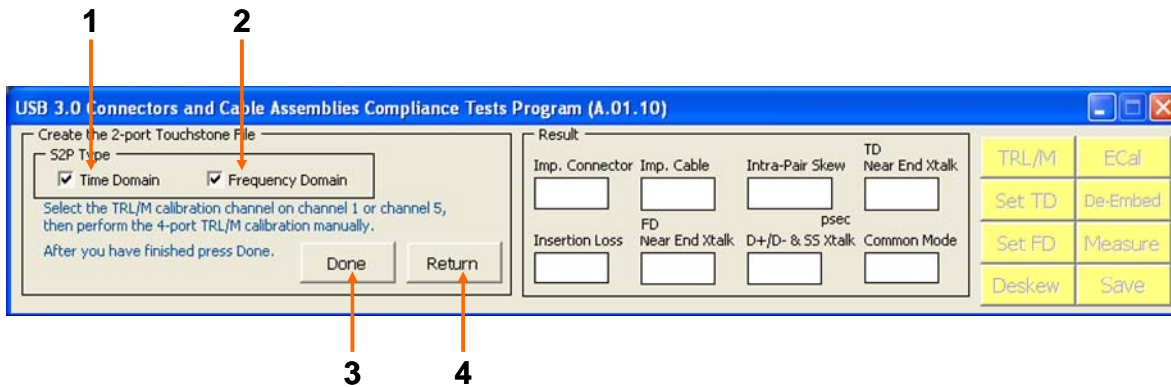 1 2
USB 3.0 Connectors and Cable Assemblies Compliance Tests Program (A.01.10)
Create the 2-port Touchstone File
S2P Type
Time Domain
Frequency Domain
Select the TRL/M calibration channel on channel 1 or channel 5,
then perform the 4-port TRL/M calibration manually.
After you have finished press Done.
Done
Return
Result
Imp. Connector
Imp. Cable
Intra-Pair Skew
TD
Near End Xtalk
psec
Insertion Loss
FD
Near End Xtalk
D+/D- & SS Xtalk
Common Mode
TRL/M
ECal
Set TD
De-Embed
Set FD
Measure
Deskew
Save
3 4